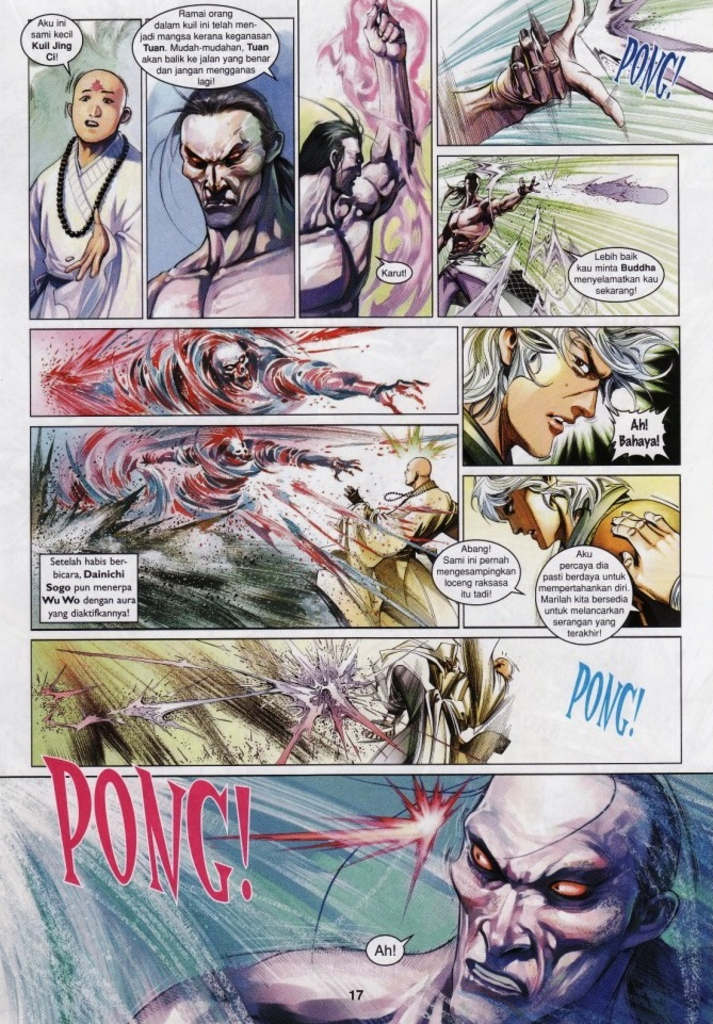 Aku ini
sami kecil
Kuil Jing
Ci!
Ramai orang
dalam kuil ini telah men-
jadi mangsa kerana keganasan
Tuan. Mudah-mudahan, Tuan
akan balik ke jalan yang benar
dan jangan mengganas
lagi!
Karut!
PONG!
Lebih baik
kau minta Buddha
menyelamatkan kau
sekarang!
Ah!
Bahaya!
Setelah habis ber-
bicara, Dainichi
Sogo pun menerpa
Wu Wo dengan aura
yang diaktifkannya!
Abang!
Sami ini pernah
mengesampingkan
loceng raksasa
itu tadi!
Aku
percaya dia
pasti berdaya untuk
mempertahankan diri.
Marilah kita bersedia
untuk melancarkan
serangan yang
terakhir!
PONG!
PONG!
Ah!
17